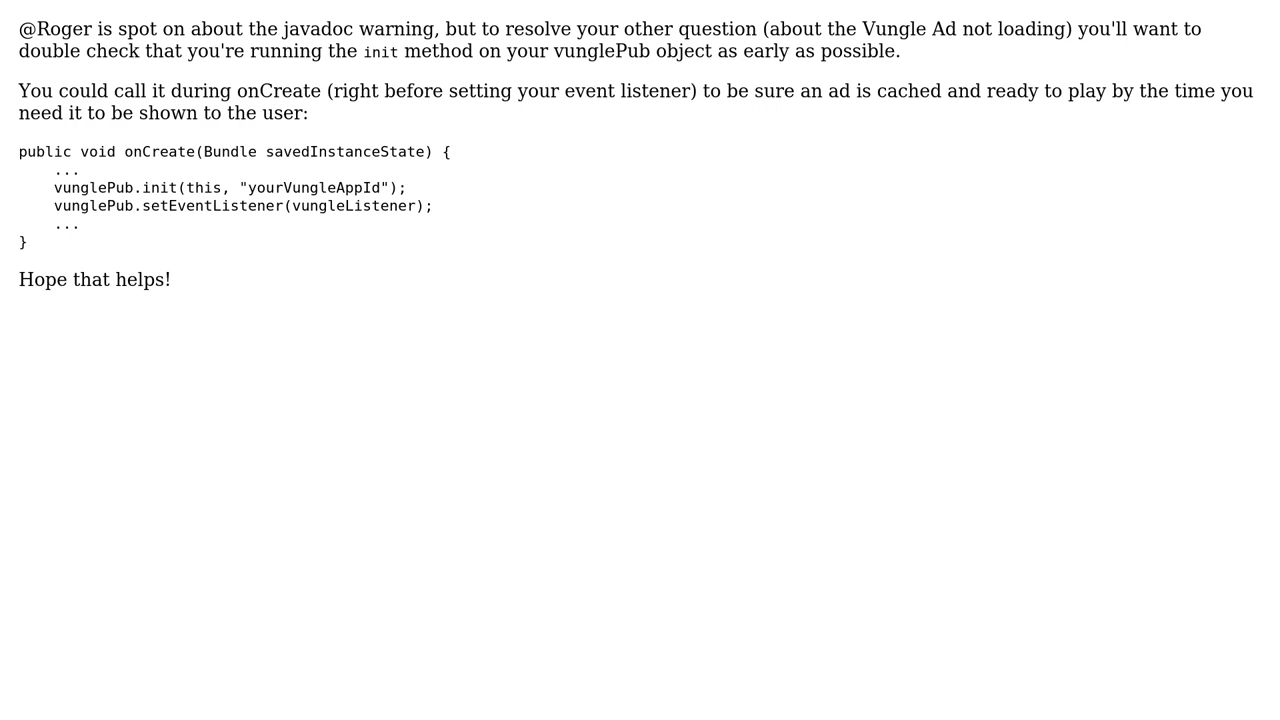 @Roger is spot on about the javadoc warning, but to resolve your other question (about the Vungle Ad not loading) you'll want to
double check that you're running the init method on your vunglePub object as early as possible.
You could call it during onCreate (right before setting your event listener) to be sure an ad is cached and ready to play by the time you
need it to be shown to the user:
public void onCreate(Bundle savedInstanceState) {
    ...
    vunglePub.init(this, "yourVungleAppId");
    vunglePub.setEventListener(vungleListener);
    ...
}
Hope that helps!